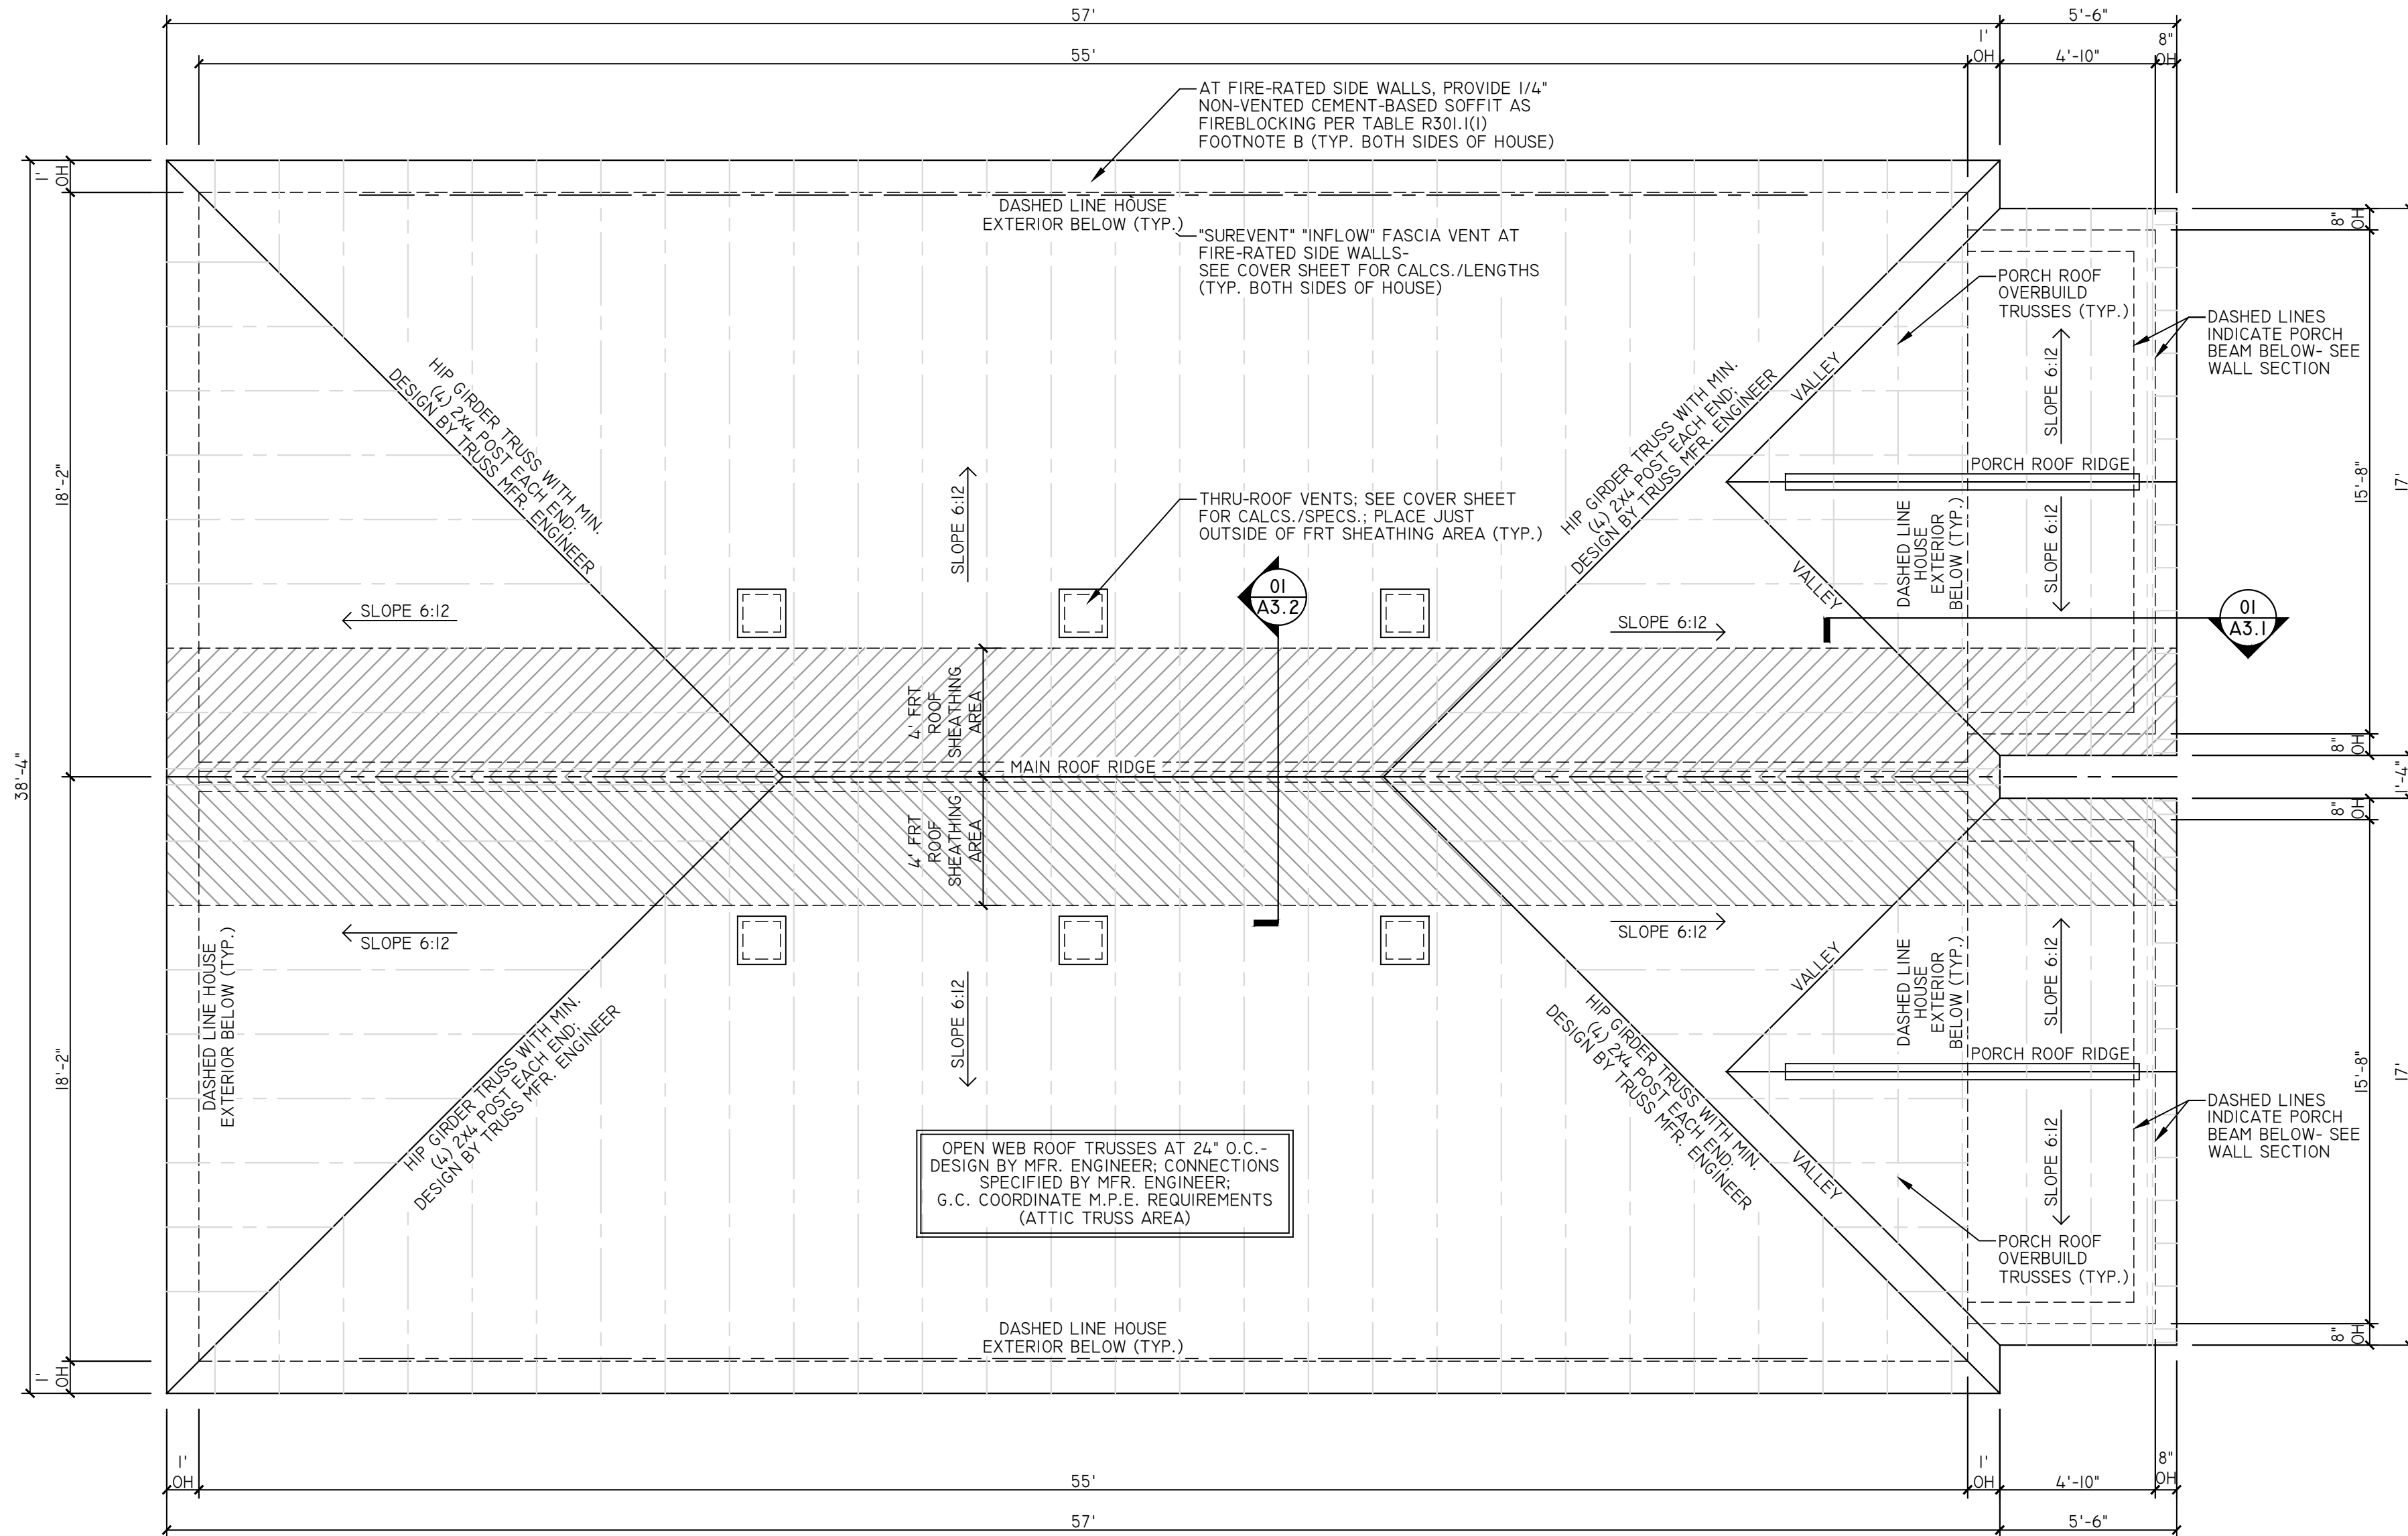 57'
5'-6"
55'
1'
OH
4'-10"
8"
OH
AT FIRE-RATED SIDE WALLS, PROVIDE 1/4"
NON-VENTED CEMENT-BASED SOFFIT AS
FIREBLOCKING PER TABLE R301.1(1)
FOOTNOTE B (TYP. BOTH SIDES OF HOUSE)
1'
OH
DASHED LINE HOUSE
EXTERIOR BELOW (TYP.)
"SUREVENT" "INFLOW" FASCIA VENT AT
FIRE-RATED SIDE WALLS-
SEE COVER SHEET FOR CALCS./LENGTHS
(TYP. BOTH SIDES OF HOUSE)
8"
OH
PORCH ROOF
OVERBUILD
TRUSSES (TYP.)
DASHED LINES
INDICATE PORCH
BEAM BELOW- SEE
WALL SECTION
SLOPE 6:12
VALLEY
HIP GIRDER TRUSS WITH MIN.
(4) 2X4 POST EACH END;
DESIGN BY TRUSS MFR. ENGINEER
HIP GIRDER TRUSS WITH MIN.
(4) 2X4 POST EACH END;
DESIGN BY TRUSS MFR. ENGINEER
18'-2"
SLOPE 6:12
THRU-ROOF VENTS; SEE COVER SHEET
FOR CALCS./SPECS.; PLACE JUST
OUTSIDE OF FRT SHEATHING AREA (TYP.)
PORCH ROOF RIDGE
15'-8"
17'
DASHED LINE
HOUSE
EXTERIOR
BELOW (TYP.)
SLOPE 6:12
VALLEY
01
A3.2
01
A3.1
SLOPE 6:12
SLOPE 6:12
4' FRT
ROOF
SHEATHING
AREA
8"
OH
MAIN ROOF RIDGE
38'-4"
1'-4"
4' FRT
ROOF
SHEATHING
AREA
8"
OH
SLOPE 6:12
SLOPE 6:12
DASHED LINE HOUSE
EXTERIOR BELOW (TYP.)
SLOPE 6:12
VALLEY
DASHED LINE
HOUSE
EXTERIOR
BELOW (TYP.)
SLOPE 6:12
18'-2"
HIP GIRDER TRUSS WITH MIN.
(4) 2X4 POST EACH END;
DESIGN BY TRUSS MFR. ENGINEER
HIP GIRDER TRUSS WITH MIN.
(4) 2X4 POST EACH END;
DESIGN BY TRUSS MFR. ENGINEER
PORCH ROOF RIDGE
15'-8"
17'
DASHED LINES
INDICATE PORCH
BEAM BELOW- SEE
WALL SECTION
OPEN WEB ROOF TRUSSES AT 24" O.C.-
DESIGN BY MFR. ENGINEER; CONNECTIONS
SPECIFIED BY MFR. ENGINEER;
G.C. COORDINATE M.P.E. REQUIREMENTS
(ATTIC TRUSS AREA)
VALLEY
SLOPE 6:12
PORCH ROOF
OVERBUILD
TRUSSES (TYP.)
DASHED LINE HOUSE
EXTERIOR BELOW (TYP.)
8"
OH
1'
OH
1'
OH
55'
1'
OH
4'-10"
8"
OH
57'
5'-6"